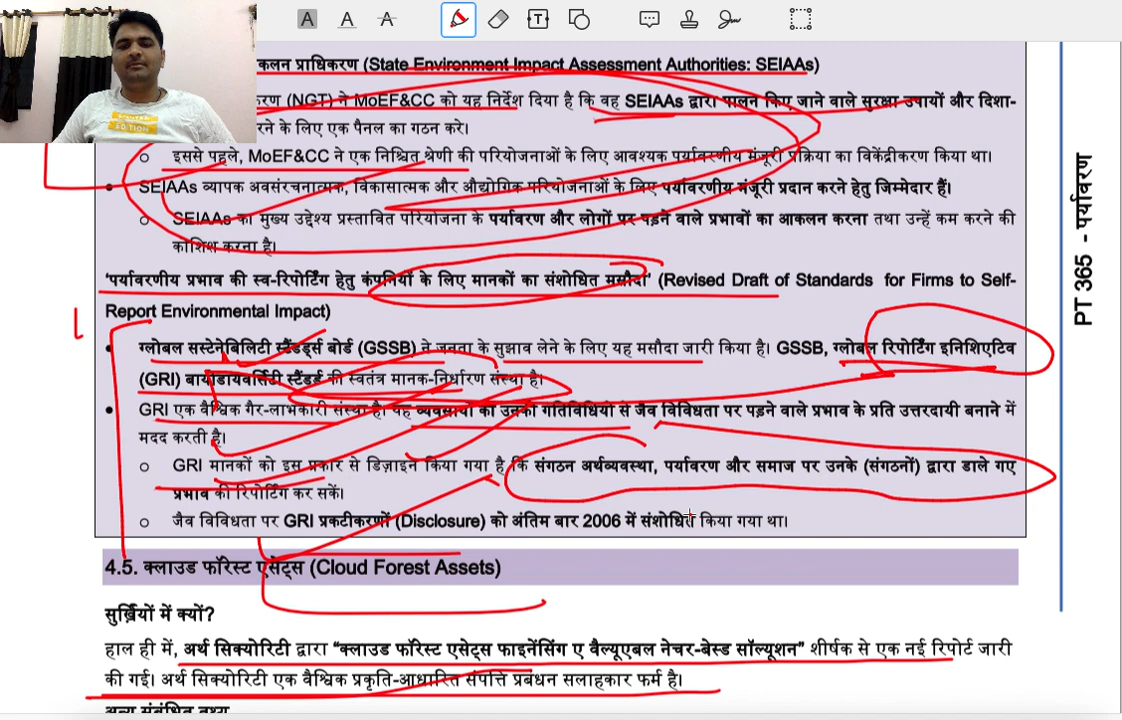 A A A T
कलन प्राधिकरण (State Environment Impact Assessment Authorities: SEIAAs)
करण (NGT) ने MoEF&CC को यह निर्देश दिया है कि वह SEIAAs द्वारा पालन किए जाने वाले सुरक्षा उपायों और दिशा-
रने के लिए एक पैनल का गठन करे।
o इससे पहले, MoEF&CC ने एक निश्चित श्रेणी की परियोजनाओं के लिए आवश्यक पर्यावरणीय मंजूरी प्रक्रिया का विकेंद्रीकरण किया था।
• SEIAAs व्यापक अवसंरचनात्मक, विकासात्मक और औद्योगिक परियोजनाओं के लिए पर्यावरणीय मंजूरी प्रदान करने हेतु जिम्मेदार हैं।
o SEIAAs का मुख्य उद्देश्य प्रस्तावित परियोजना के पर्यावरण और लोगों पर पड़ने वाले प्रभावों का आकलन करना तथा उन्हें कम करने की
कोशिश करना है।
'पर्यावरणीय प्रभाव की स्व-रिपोर्टिंग हेतु कंपनियों के लिए मानकों का संशोधित मसौदा' (Revised Draft of Standards for Firms to Self-
Report Environmental Impact)
• ग्लोबल सस्टेनेबिलिटी स्टैंडर्ड्स बोर्ड (GSSB) ने जनता के सुझाव लेने के लिए यह मसौदा जारी किया है। GSSB, ग्लोबल रिपोर्टिंग इनिशिएटिव
(GRI) बायोडायवर्सिटी स्टैंडर्ड की स्वतंत्र मानक-निर्धारण संस्था है।
• GRI एक वैश्विक गैर-लाभकारी संस्था है। यह व्यवसायों को उनकी गतिविधियों से जैव विविधता पर पड़ने वाले प्रभाव के प्रति उत्तरदायी बनाने में
मदद करती है।
o GRI मानकों को इस प्रकार से डिज़ाइन किया गया है कि संगठन अर्थव्यवस्था, पर्यावरण और समाज पर उनके (संगठनों) द्वारा डाले गए
प्रभाव की रिपोर्टिंग कर सकें।
o जैव विविधता पर GRI प्रकटीकरणों (Disclosure) को अंतिम बार 2006 में संशोधित किया गया था।
4.5. क्लाउड फॉरेस्ट एसेट्स (Cloud Forest Assets)
सुर्ख़ियों में क्यों?
हाल ही में, अर्थ सिक्योरिटी द्वारा "क्लाउड फॉरेस्ट एसेट्स फाइनेंसिंग ए वैल्यूएबल नेचर-बेस्ड सॉल्यूशन" शीर्षक से एक नई रिपोर्ट जारी
की गई। अर्थ सिक्योरिटी एक वैश्विक प्रकृति-आधारित संपत्ति प्रबंधन सलाहकार फर्म है।
अन्य संबंधित तथ्य
PT 365 - पर्यावरण
EDITION